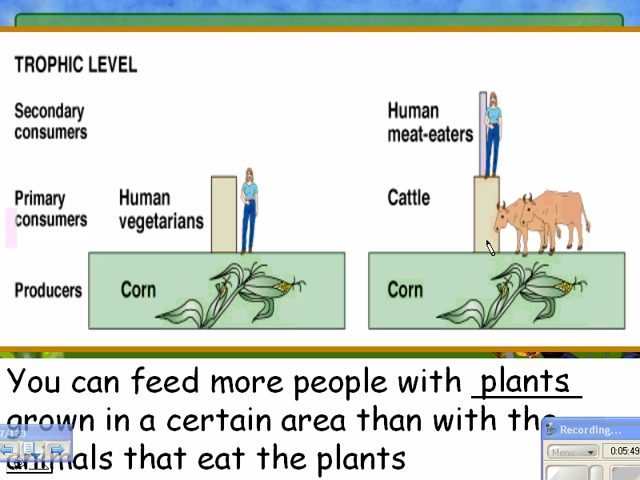 TROPHIC LEVEL
Secondary consumers
Human meat-eaters
Primary consumers
Human vegetarians
Cattle
Producers
Corn
Corn
You can feed more people with plants.
grown in a certain area than with the
animals that eat the plants
Recording...
Menu
0:05:49